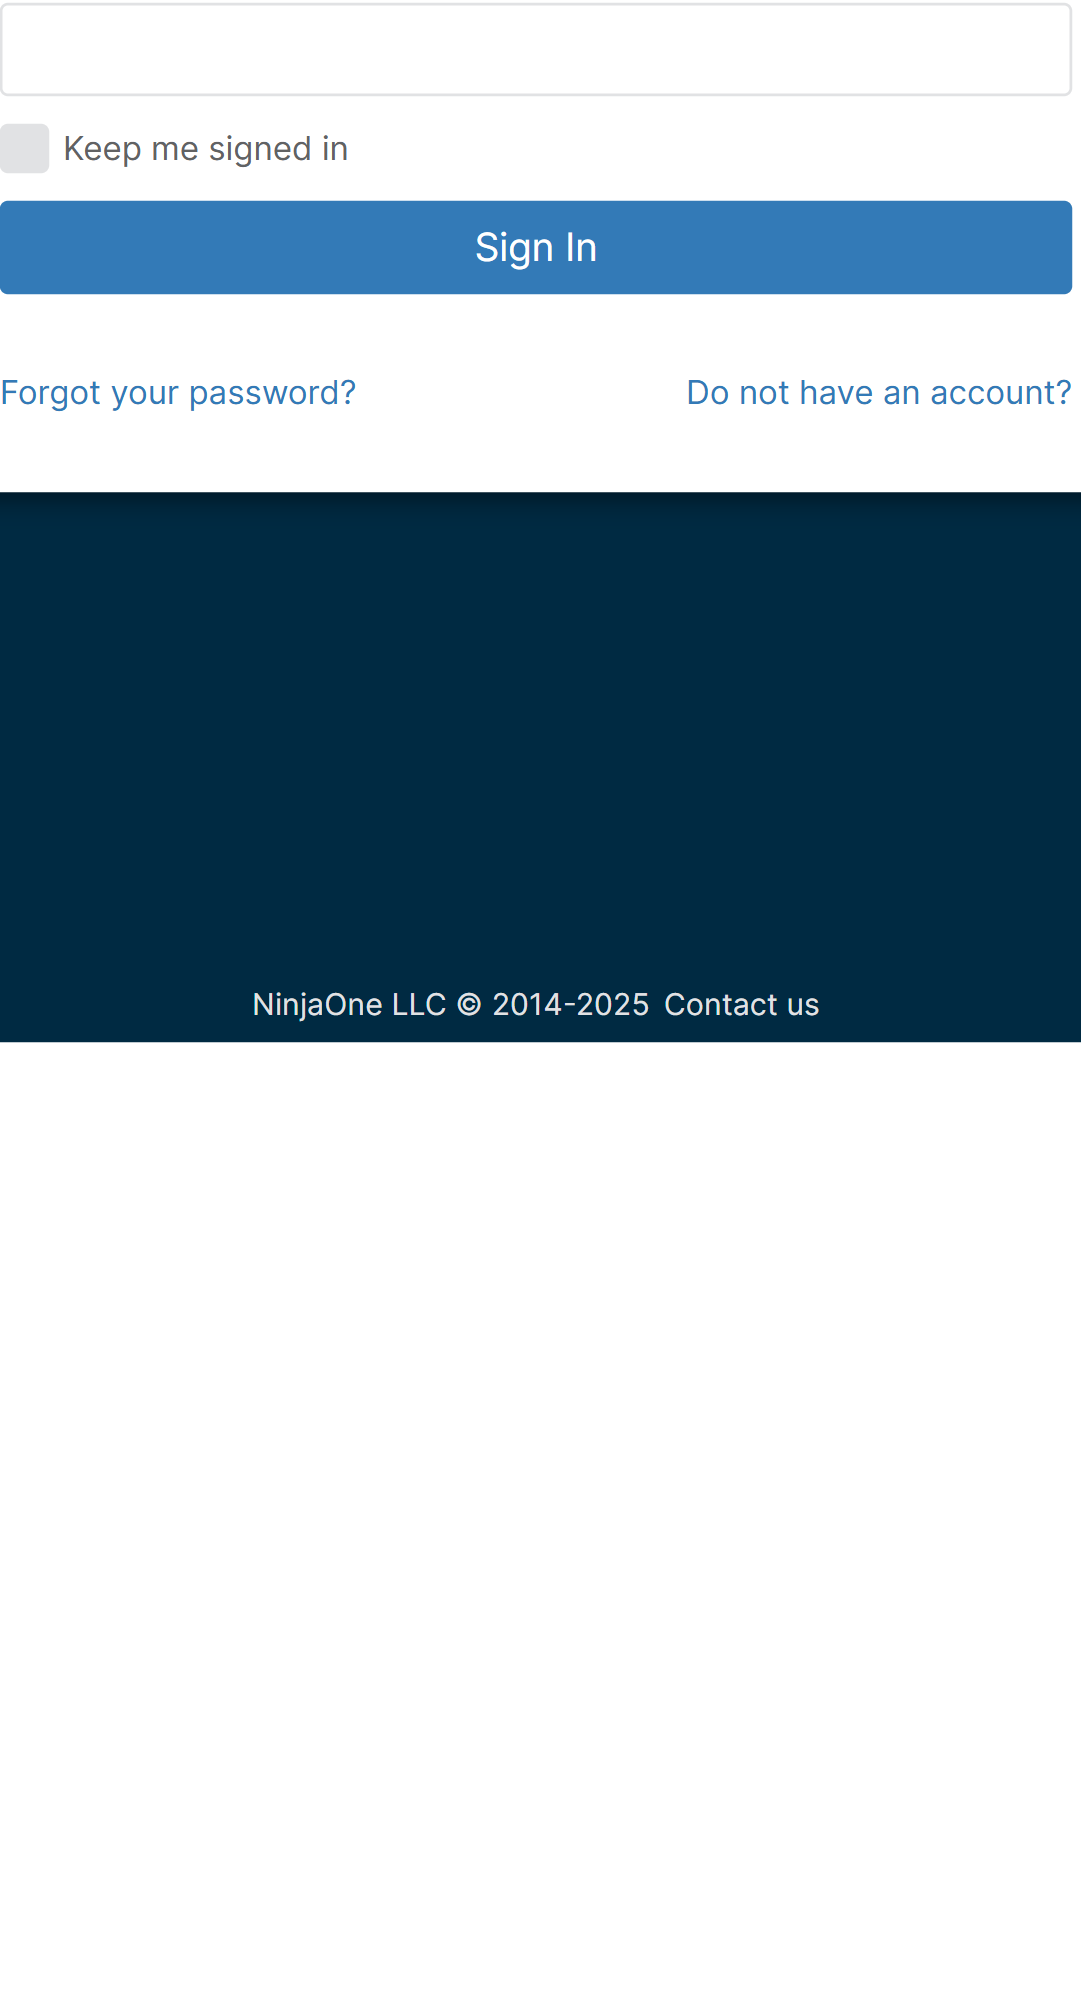 Keep me signed in
Sign In
Forgot your password? Do not have an account?
NinjaOne LLC © 2014-2025 Contact us